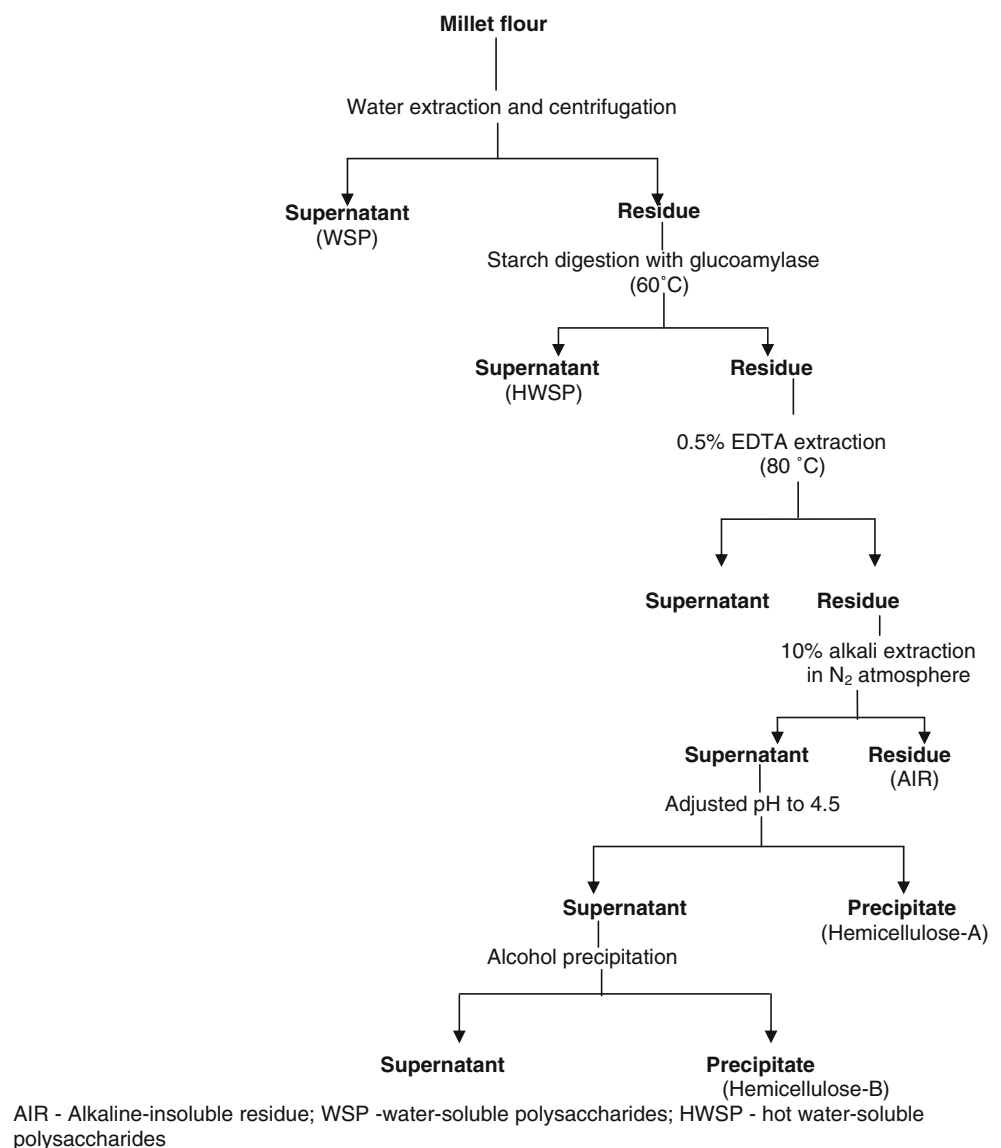 Millet flour
Water extraction and centrifugation
Supernatant
(WSP)
Residue
Starch digestion with glucoamylase
(60˚C)
Supernatant
(HWSP)
Residue
0.5% EDTA extraction
(80 ˚C)
Supernatant
Residue
10% alkali extraction
in N₂ atmosphere
Supernatant
Residue
(AIR)
Adjusted pH to 4.5
Supernatant
Precipitate
(Hemicellulose-A)
Alcohol precipitation
Supernatant
Precipitate
(Hemicellulose-B)
AIR - Alkaline-insoluble residue; WSP -water-soluble polysaccharides; HWSP - hot water-soluble
polysaccharides